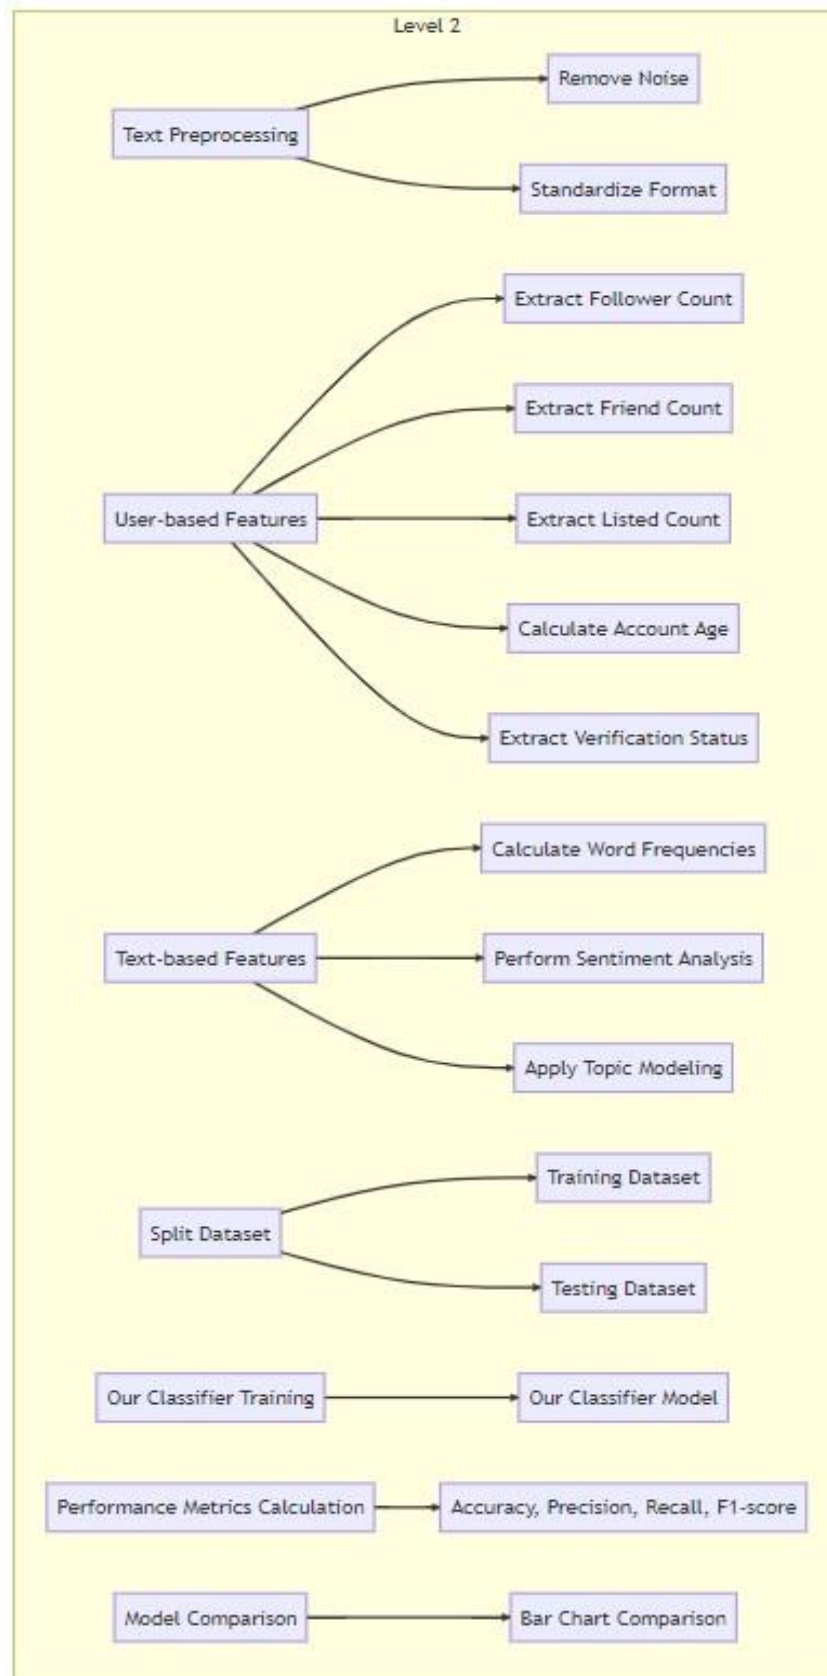 Level 2
Remove Noise
Text Preprocessing
Standardize Format
Extract Follower Count
Extract Friend Count
User-based Features
Extract Listed Count
Calculate Account Age
Extract Verification Status
Calculate Word Frequencies
Text-based Features
Perform Sentiment Analysis
Apply Topic Modeling
Training Dataset
Split Dataset
Testing Dataset
Our Classifier Training
Our Classifier Model
Performance Metrics Calculation
Accuracy, Precision, Recall, F1-score
Model Comparison
Bar Chart Comparison